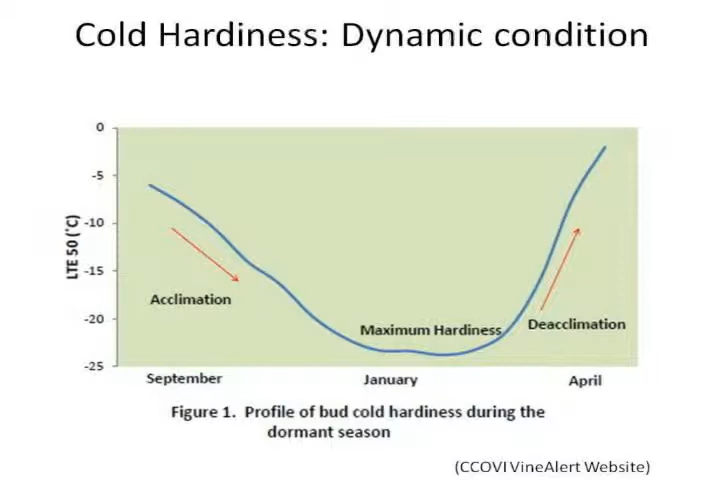 Cold Hardiness: Dynamic condition
0
-5
-10
-15
-20
-25
LTE 50 (˚C)
Acclimation
Maximum Hardiness
Deacclimation
September
January
April
Figure 1. Profile of bud cold hardiness during the
dormant season
(CCOVI VineAlert Website)